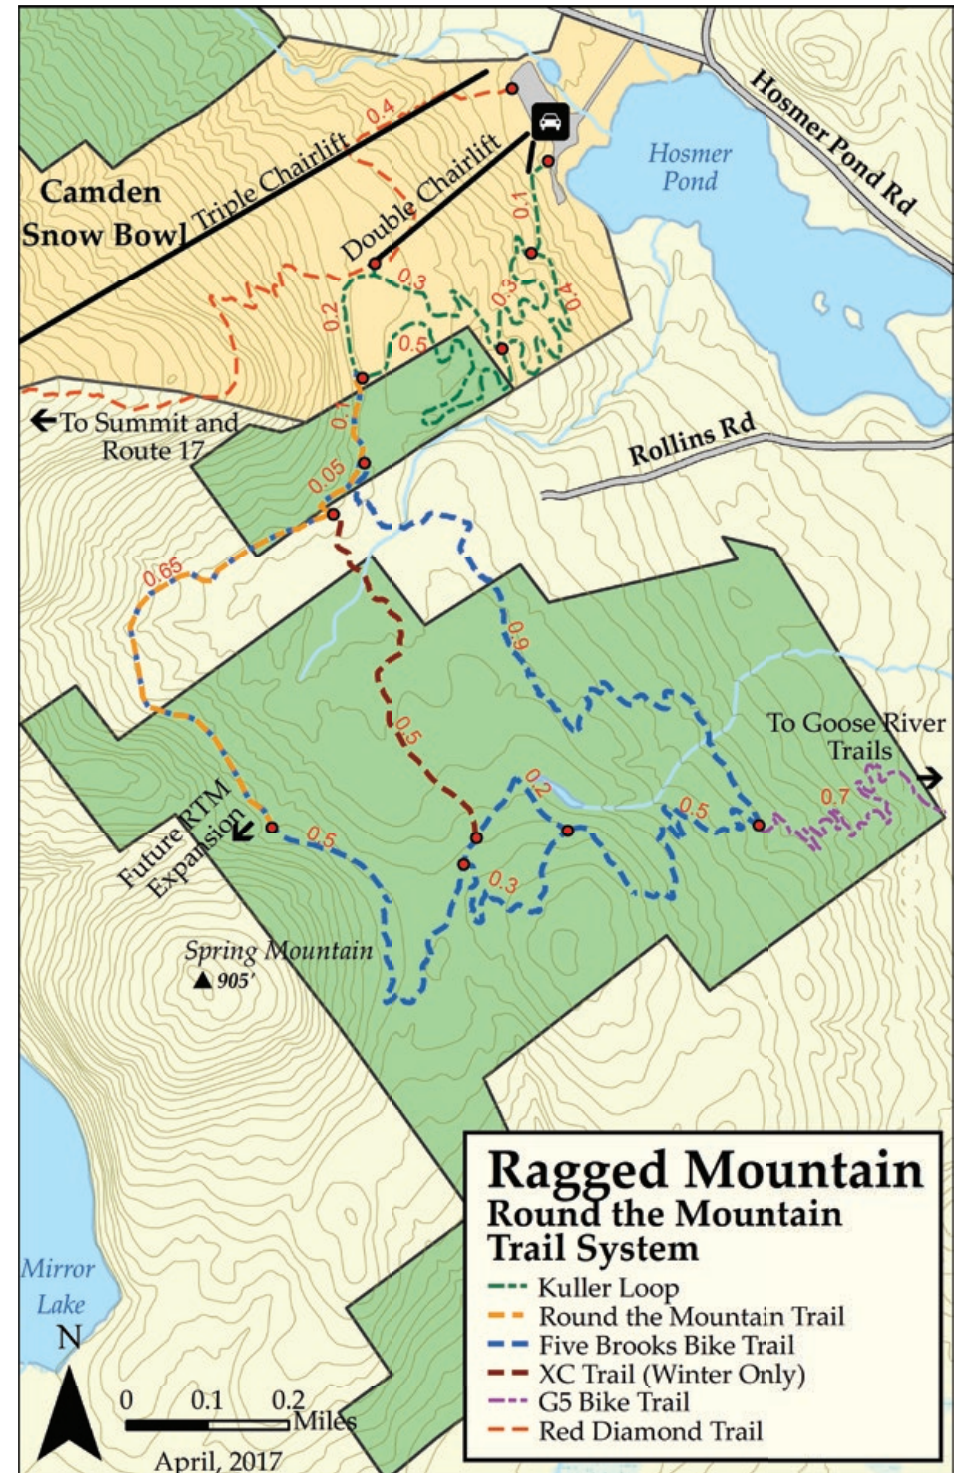 Hosmer Pond Rd
Hosmer
Pond
0.4
Triple Chairlift
Camden
Snow Bowl
Double Chairlift
0.1
0.3
0.3
0.4
0.2
0.5
To Summit and
Route 17
0.1
Rollins Rd
0.05
0.65
0.9
0.5
To Goose River
Trails
0.2
0.5
0.7
Future RTM
Expansion
0.5
0.3
Spring Mountain
905'
Mirror
Lake
N
0 0.1 0.2
Miles
April, 2017
Ragged Mountain
Round the Mountain
Trail System
Kuller Loop
Round the Mountain Trail
Five Brooks Bike Trail
XC Trail (Winter Only)
G5 Bike Trail
Red Diamond Trail